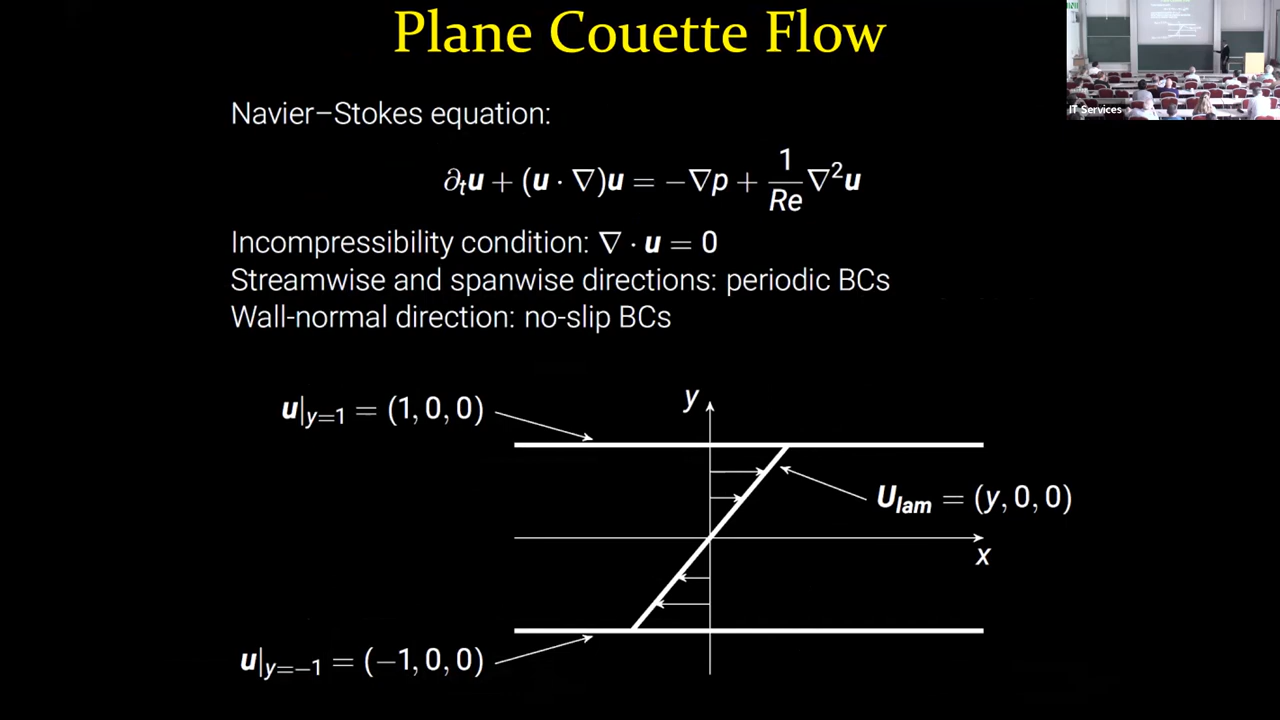 Plane Couette Flow
IT Services
Navier–Stokes equation:
∂ₜu + (u · ∇)u = −∇p + 1/Re ∇²u
Incompressibility condition: ∇ · u = 0
Streamwise and spanwise directions: periodic BCs
Wall-normal direction: no-slip BCs
y
u|y=1 = (1, 0, 0)
Ulam = (y, 0, 0)
x
u|y=−1 = (−1, 0, 0)